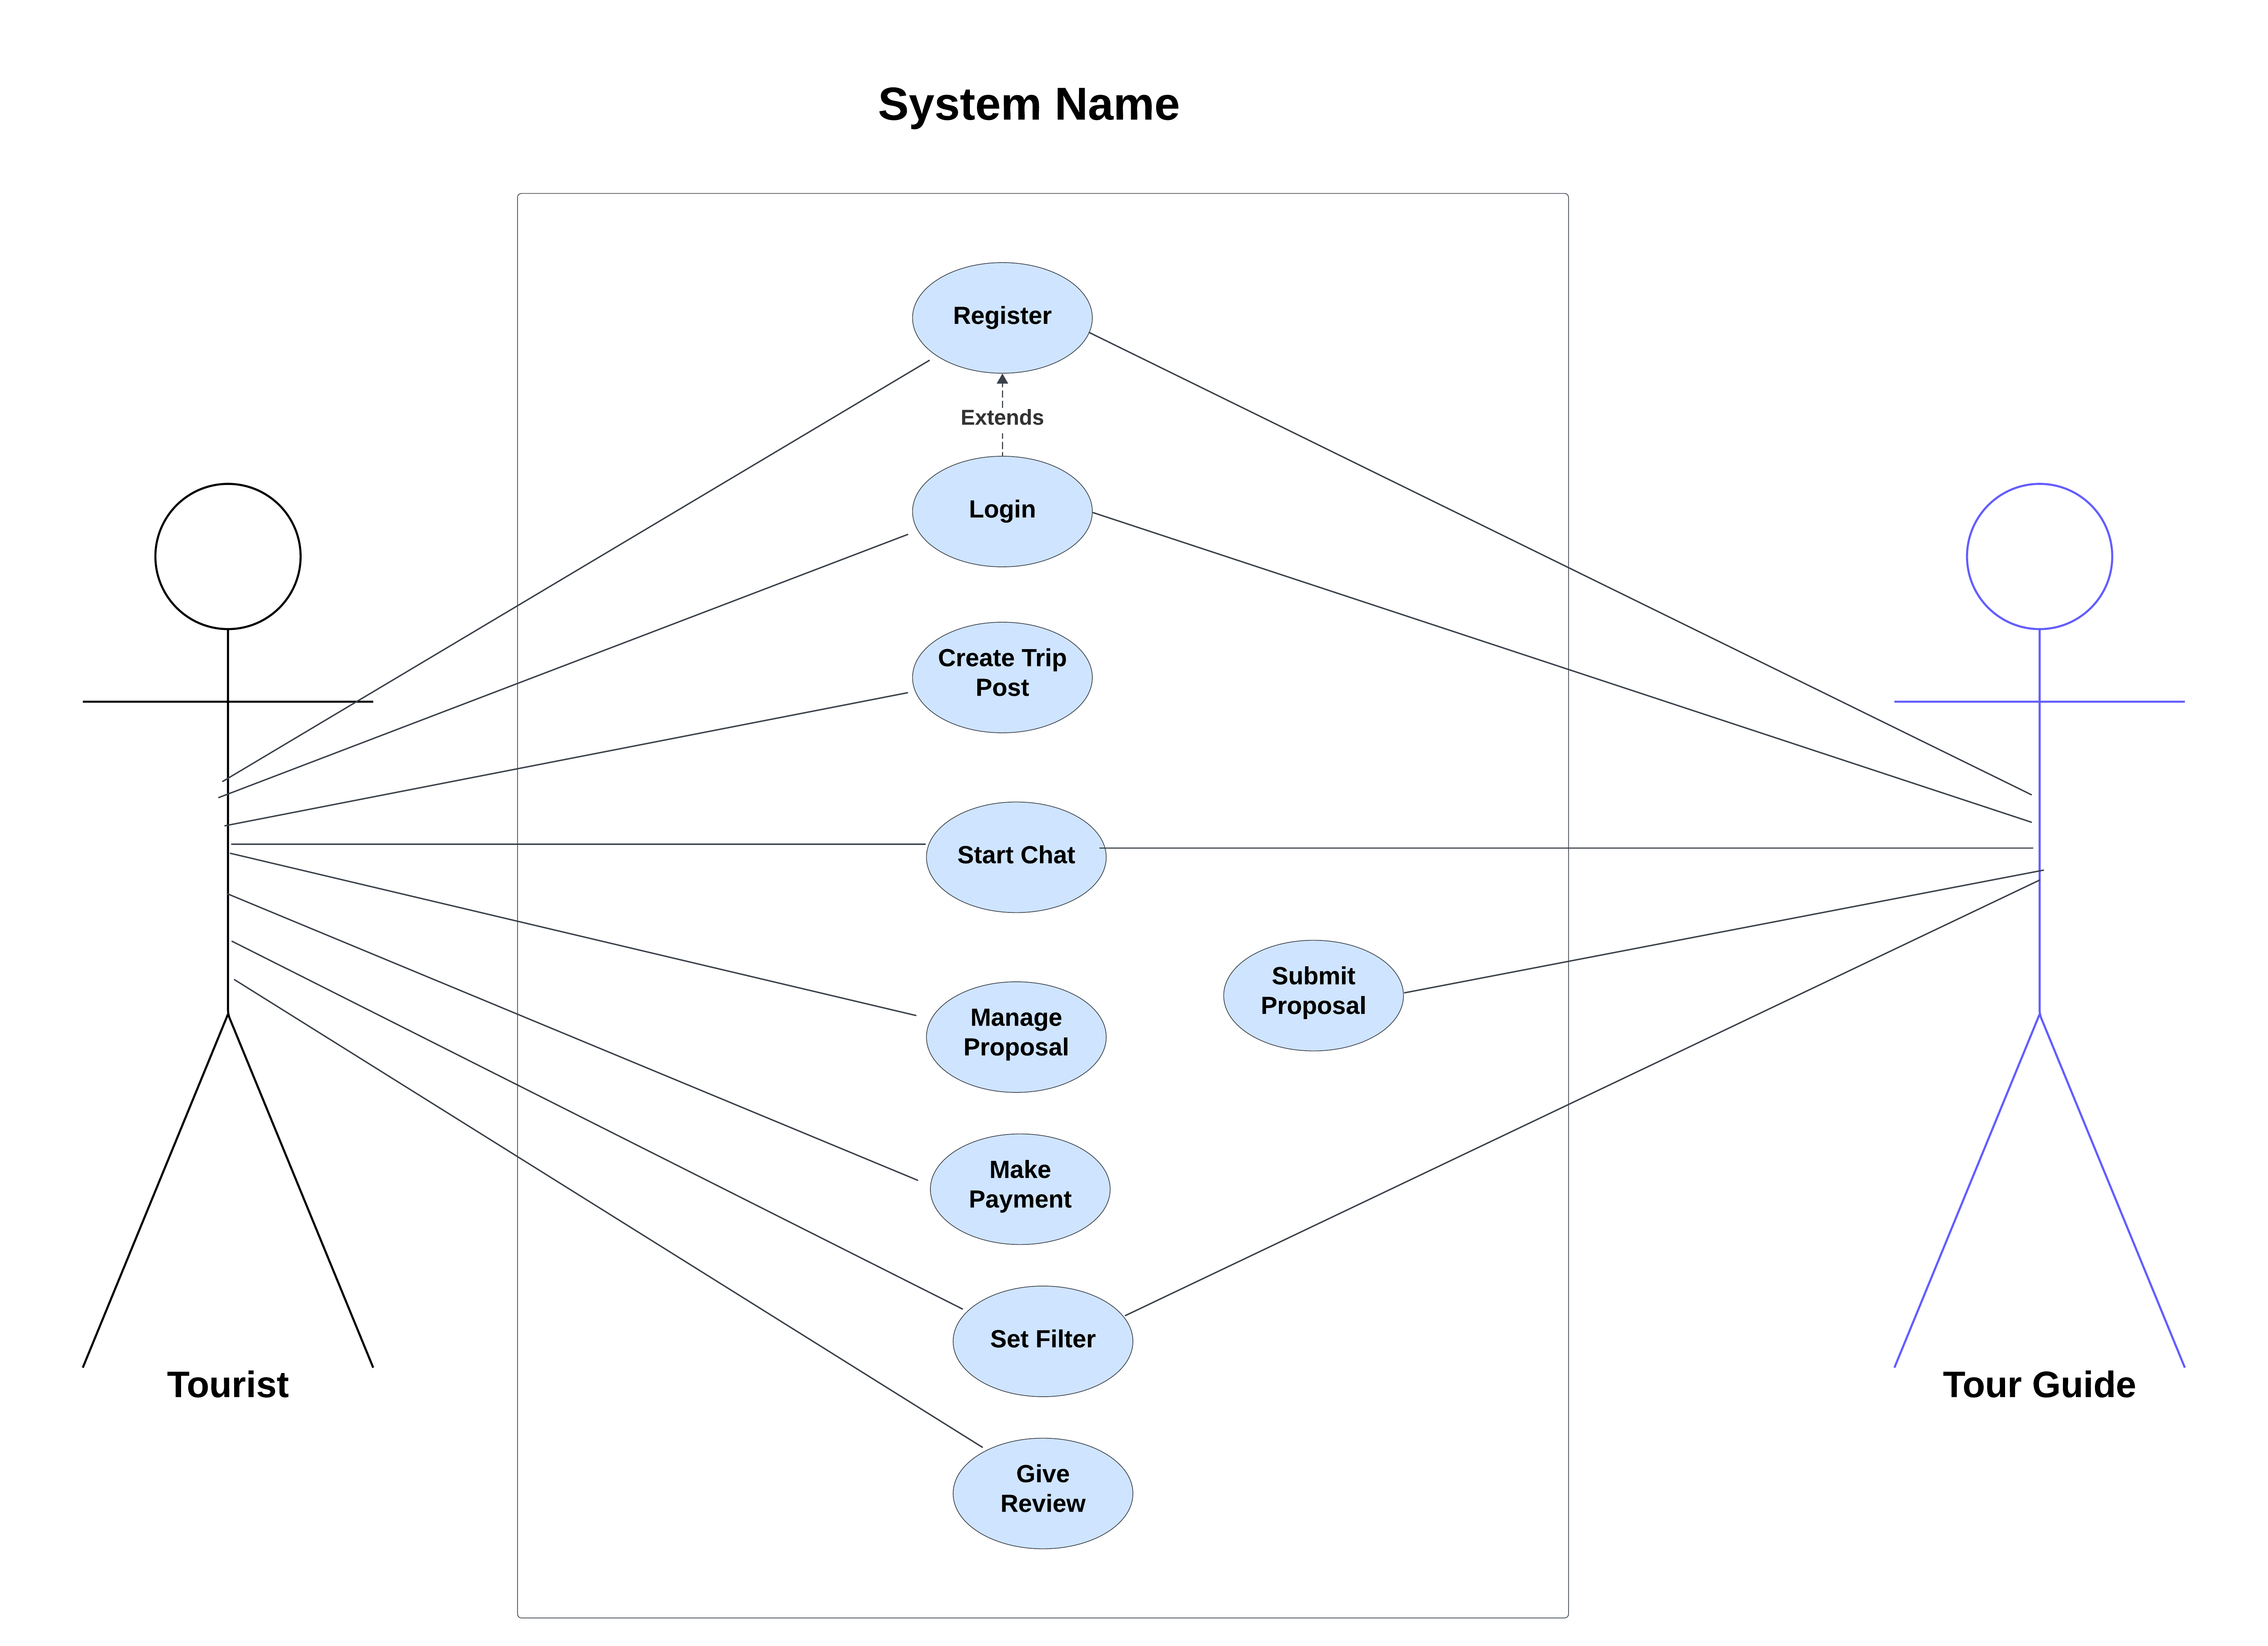 System Name
Register
Extends
Login
Create Trip
Post
Start Chat
Submit
Proposal
Manage
Proposal
Make
Payment
Set Filter
Tourist
Tour Guide
Give
Review